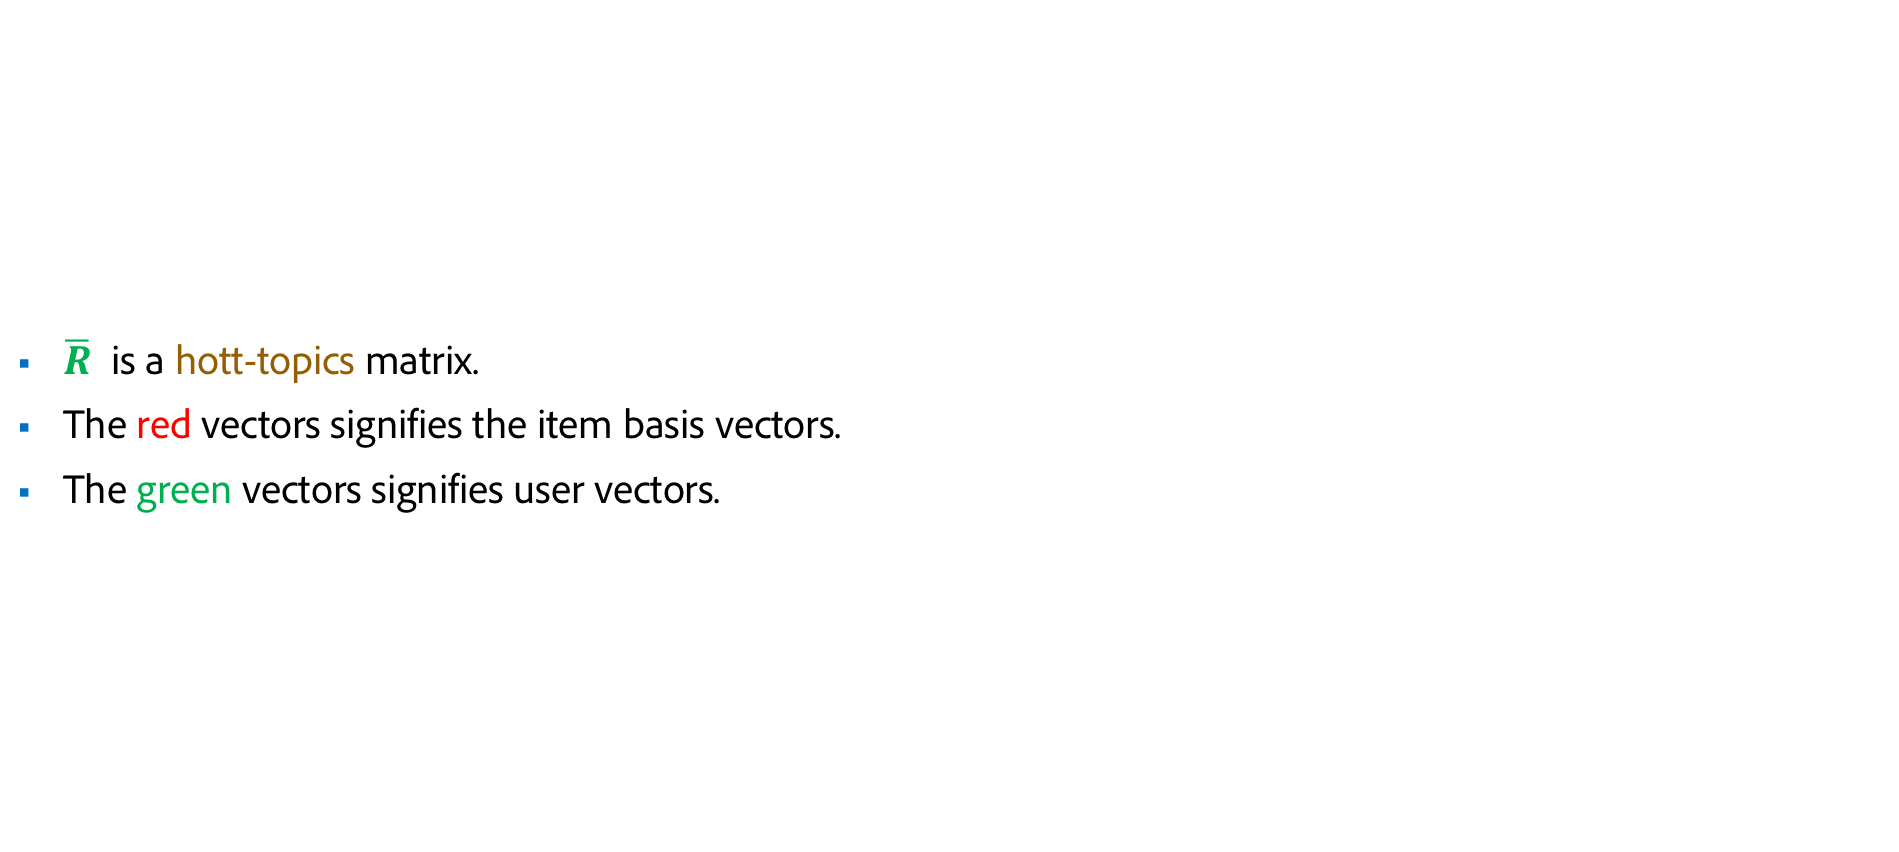 ▪ R̅ is a hott-topics matrix.
▪ The red vectors signifies the item basis vectors.
▪ The green vectors signifies user vectors.